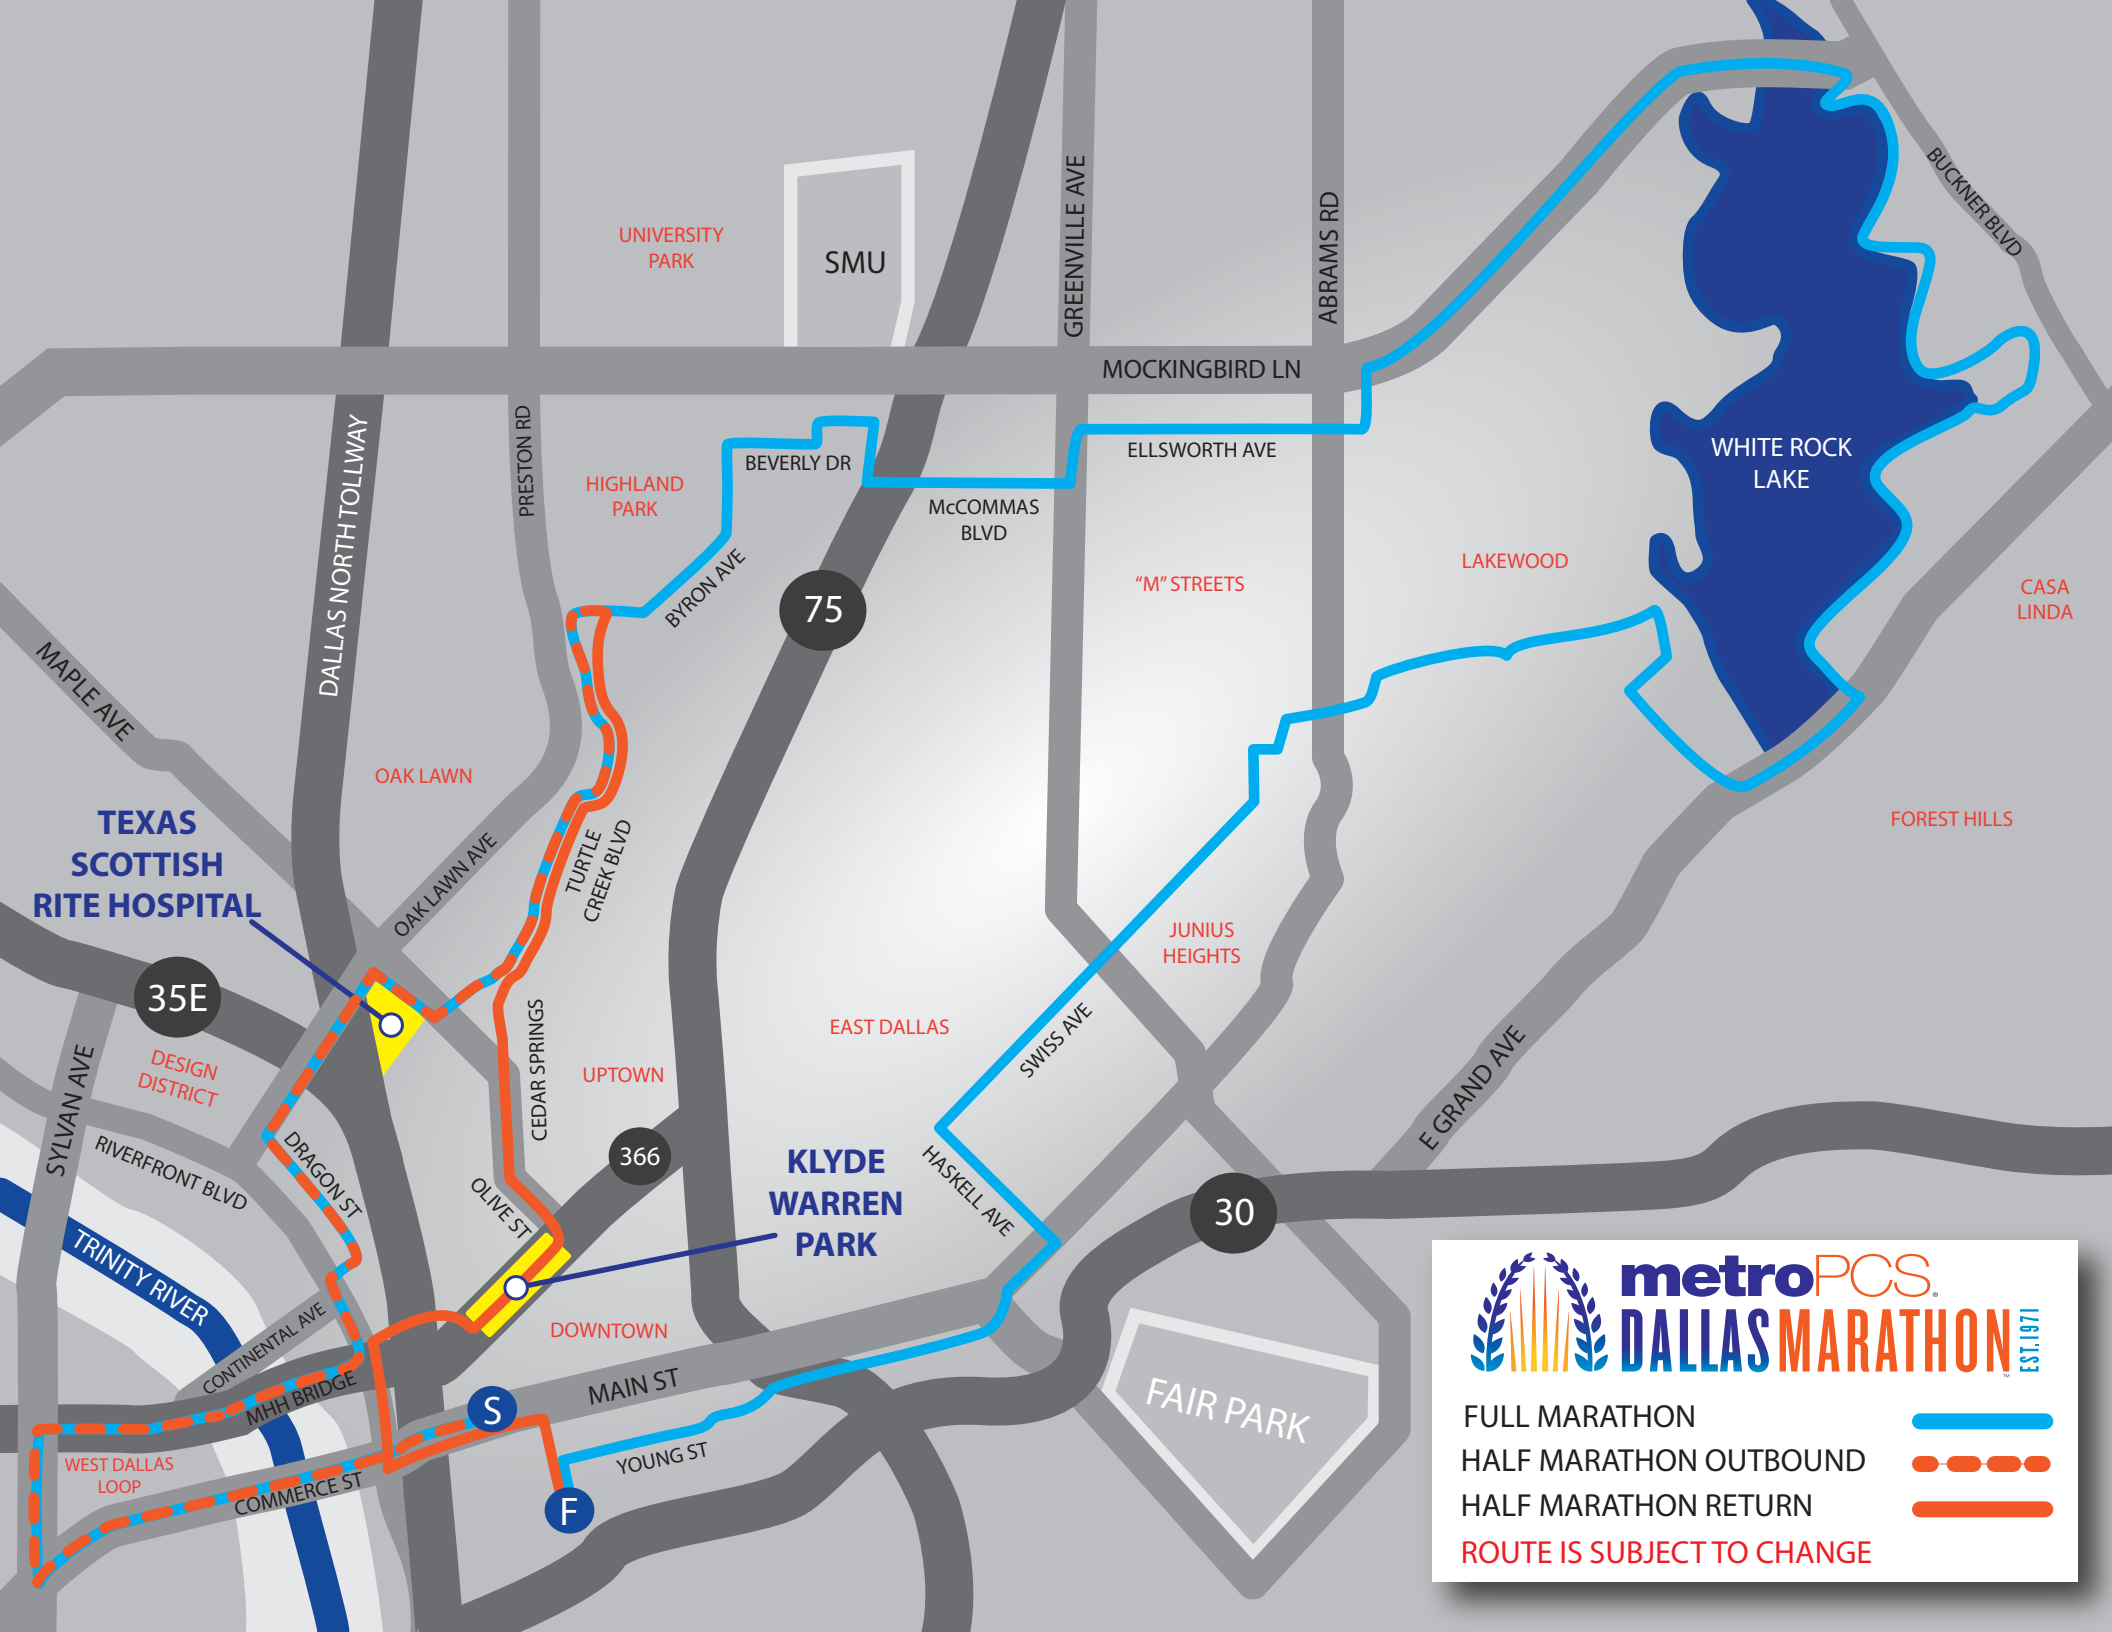 UNIVERSITY
PARK
SMU
GREENVILLE AVE
ABRAMS RD
BUCKNER BLVD
MOCKINGBIRD LN
DALLAS NORTH TOLLWAY
PRESTON RD
HIGHLAND
PARK
BEVERLY DR
ELLSWORTH AVE
McCOMMAS
BLVD
WHITE ROCK
LAKE
BYRON AVE
75
"M" STREETS
LAKEWOOD
CASA
LINDA
MAPLE AVE
OAK LAWN
TEXAS
SCOTTISH
RITE HOSPITAL
OAK LAWN AVE
TURTLE
CREEK BLVD
FOREST HILLS
JUNIUS
HEIGHTS
35E
CEDAR SPRINGS
EAST DALLAS
SWISS AVE
E GRAND AVE
SYLVAN AVE
DESIGN
DISTRICT
UPTOWN
RIVERFRONT BLVD
DRAGON ST
366
KLYDE
WARREN
PARK
HASKELL AVE
OLIVE ST
30
TRINITY RIVER
CONTINENTAL AVE
DOWNTOWN
MHH BRIDGE
MAIN ST
FAIR PARK
S
WEST DALLAS
LOOP
COMMERCE ST
YOUNG ST
F
metroPCS®
DALLAS MARATHON™
EST.1971
FULL MARATHON
HALF MARATHON OUTBOUND
HALF MARATHON RETURN
ROUTE IS SUBJECT TO CHANGE